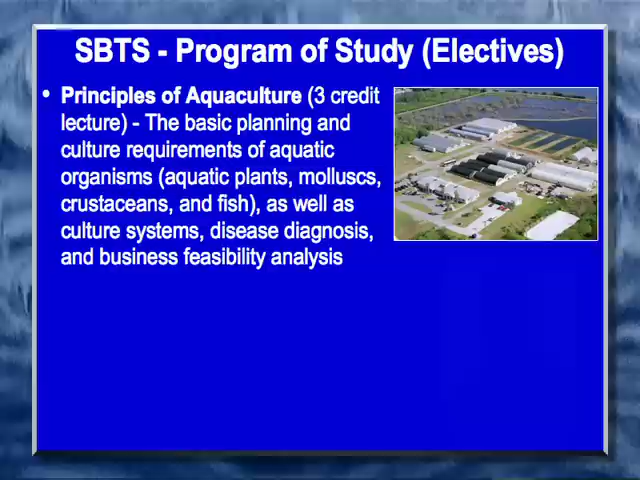 SBTS - Program of Study (Electives)
• Principles of Aquaculture (3 credit
lecture) - The basic planning and
culture requirements of aquatic
organisms (aquatic plants, molluscs,
crustaceans, and fish), as well as
culture systems, disease diagnosis,
and business feasibility analysis